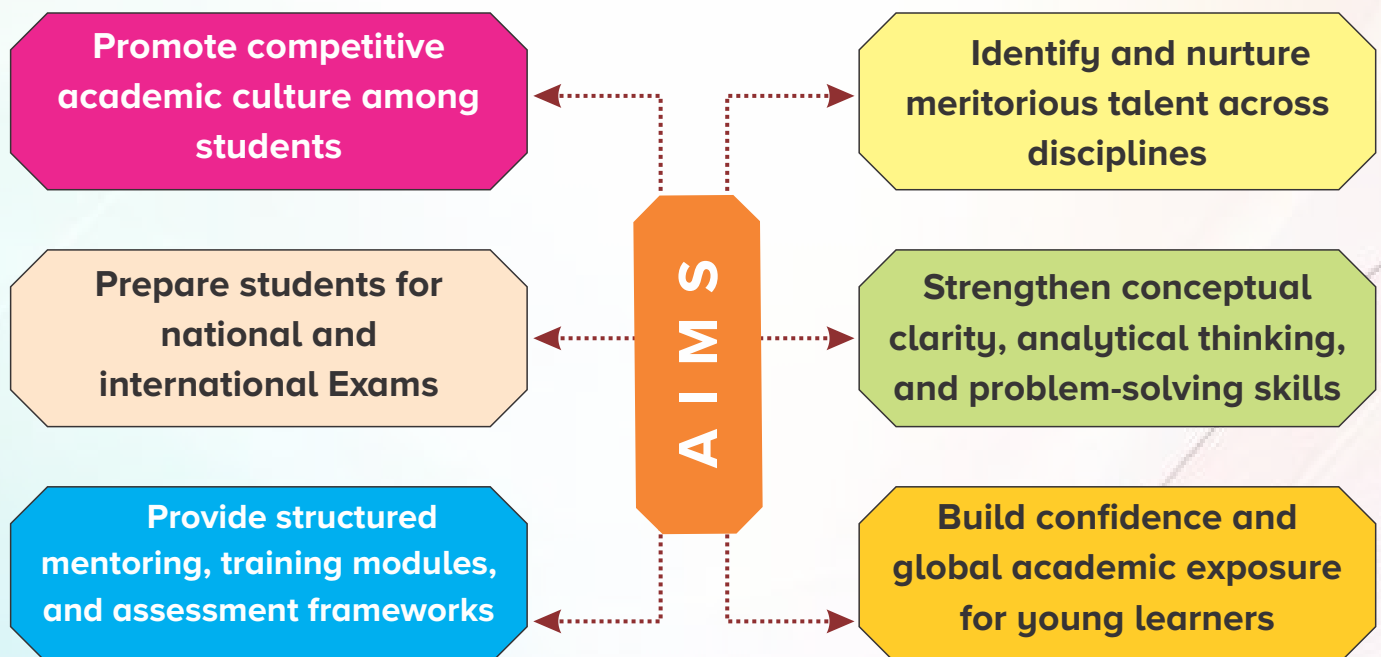 Promote competitive
academic culture among
students
Identify and nurture
meritorious talent across
disciplines
Prepare students for
national and
international Exams
AIMS
Strengthen conceptual
clarity, analytical thinking,
and problem-solving skills
Provide structured
mentoring, training modules,
and assessment frameworks
Build confidence and
global academic exposure
for young learners